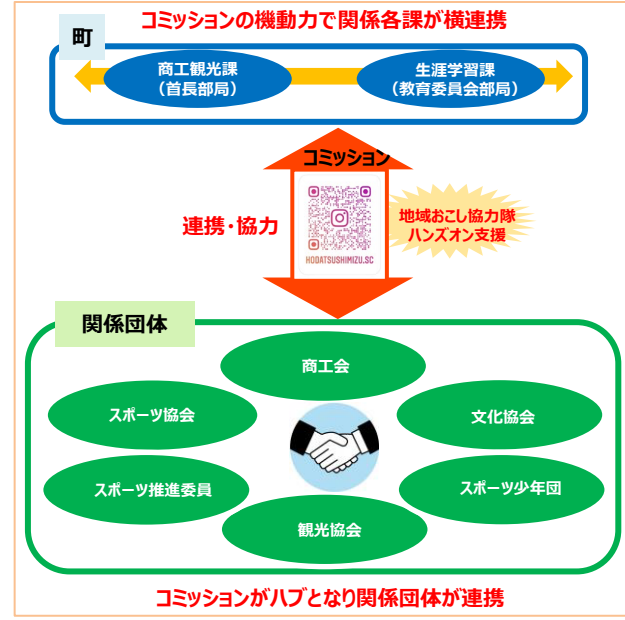 コミッションの機動力で関係各課が横連携
町
商工観光課
（首長部局）
生涯学習課
（教育委員会部局）
コミッション
連携・協力
HODATSUSHIMIZU.SC
地域おこし協力隊
ハンズオン支援
関係団体
商工会
スポーツ協会
文化協会
スポーツ推進委員
スポーツ少年団
観光協会
コミッションがハブとなり関係団体が連携